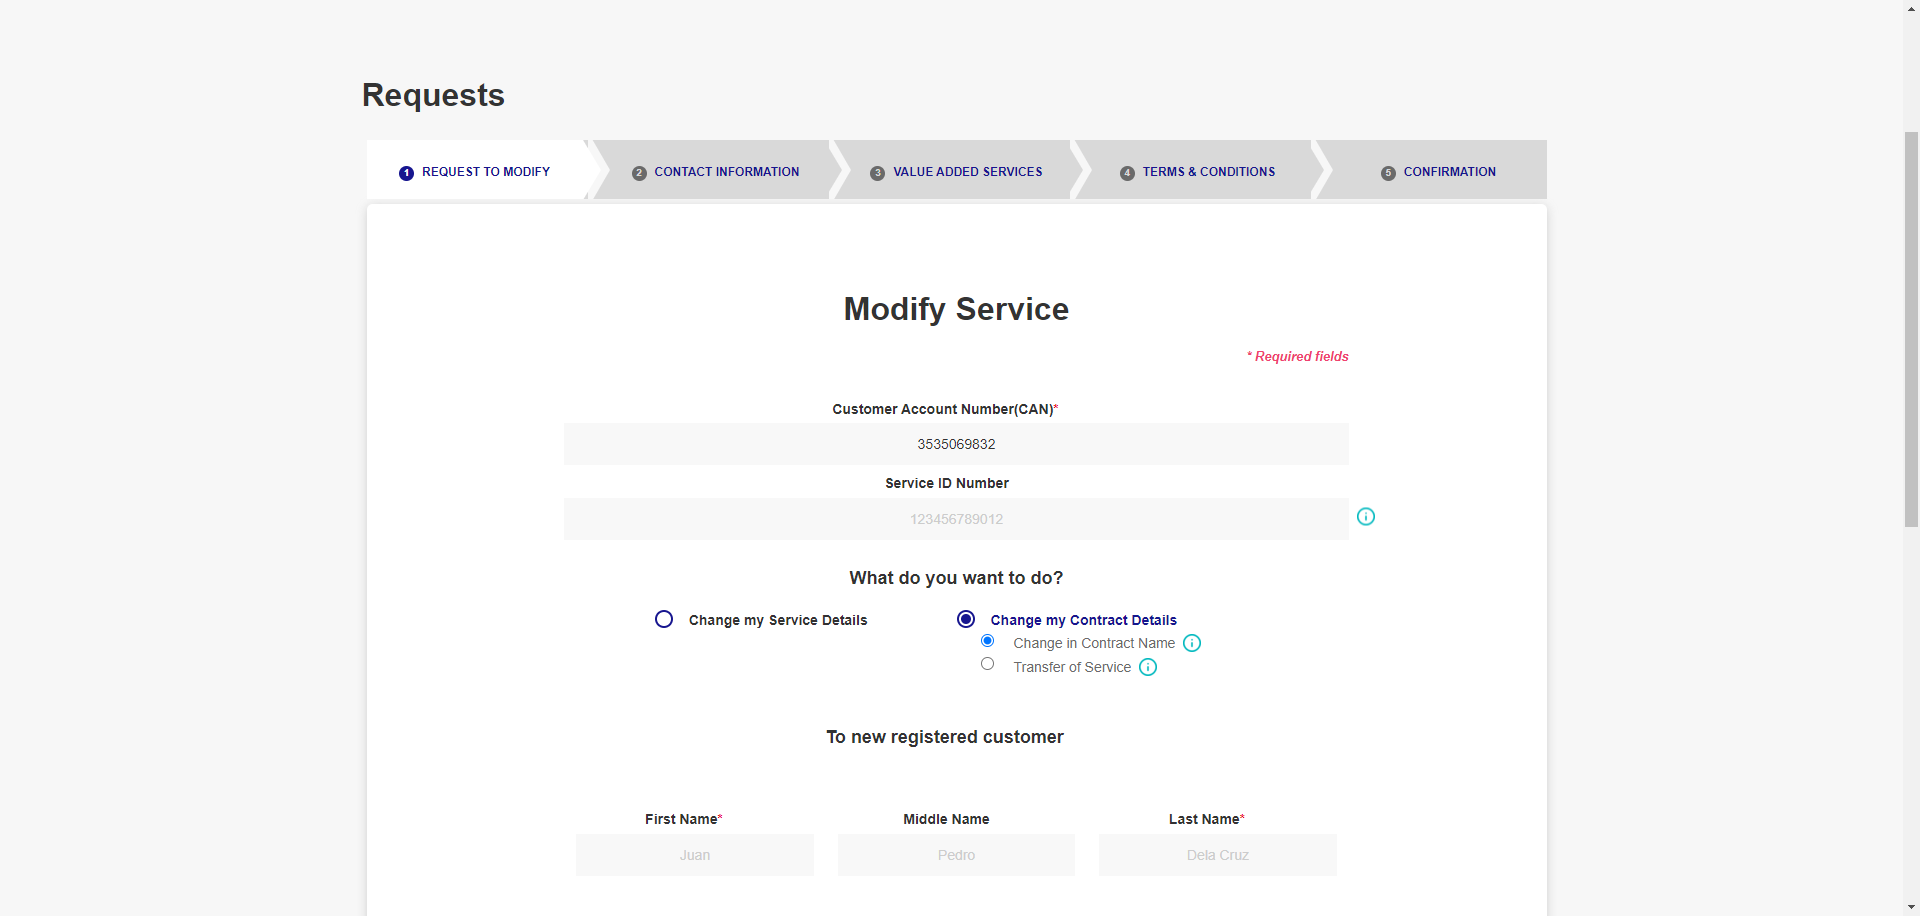 Requests
1 REQUEST TO MODIFY
2 CONTACT INFORMATION
3 VALUE ADDED SERVICES
4 TERMS & CONDITIONS
5 CONFIRMATION
Modify Service
* Required fields
Customer Account Number(CAN)*
3535069832
Service ID Number
123456789012
What do you want to do?
Change my Service Details
Change my Contract Details
Change in Contract Name
Transfer of Service
To new registered customer
First Name*
Middle Name
Last Name*
Juan
Pedro
Dela Cruz